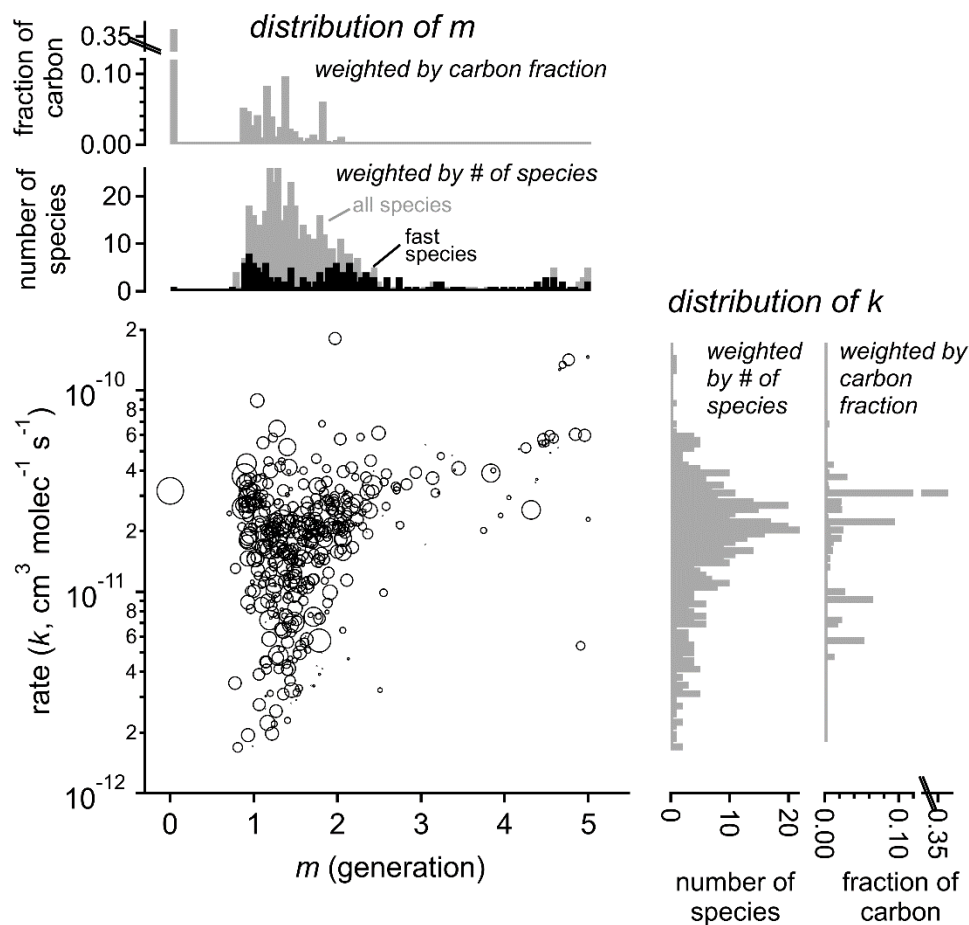 distribution of m
weighted by carbon fraction
fraction of
carbon
0.35
0.10
0.00
weighted by # of species
all species
fast
species
number of
species
20
10
0
rate (k, cm³ molec⁻¹ s⁻¹)
2
10⁻¹⁰
8
6
4
2
10⁻¹¹
8
6
4
2
10⁻¹²
0
1
2
3
4
5
m (generation)
distribution of k
weighted
by # of
species
weighted by
carbon
fraction
0
10
20
number of
species
0.00
0.10
0.35
fraction of
carbon